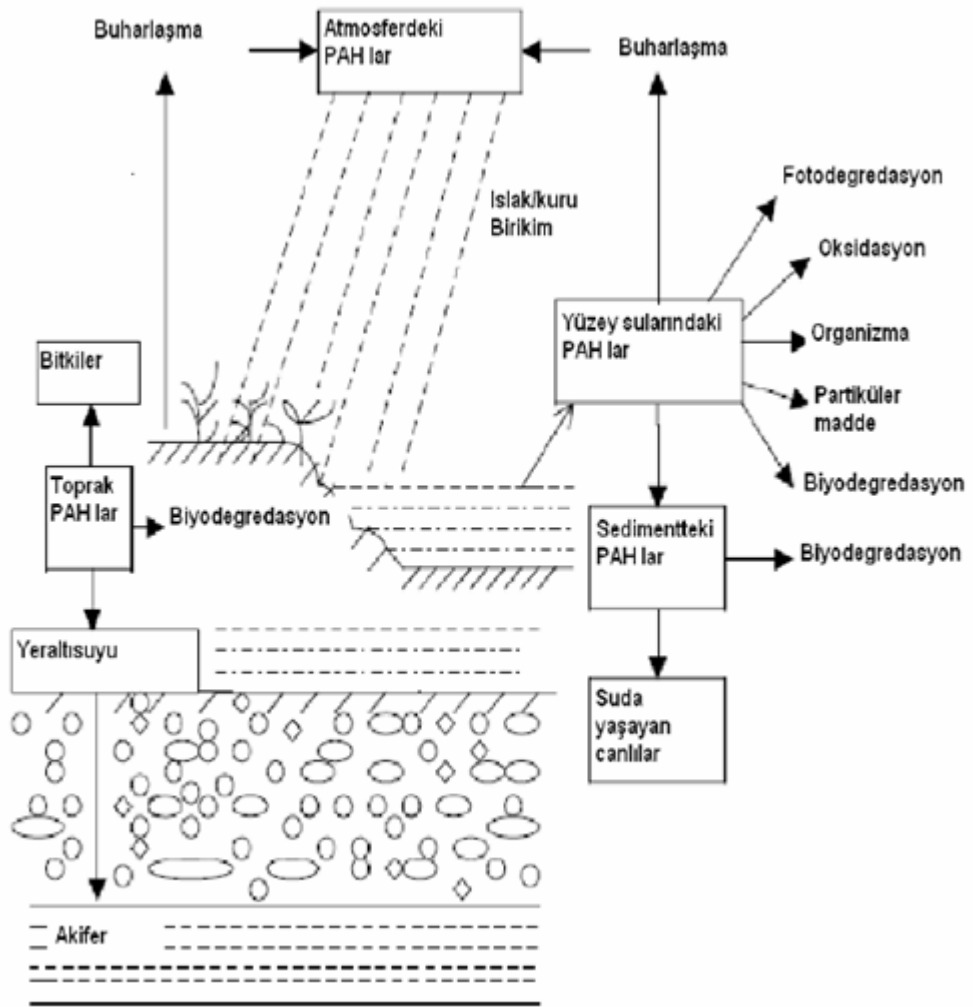 Buharlaşma
Atmosferdeki
PAH lar
Buharlaşma
Islak/kuru
Birikim
Fotodegredasyon
Oksidasyon
Yüzey sularındaki
PAH lar
Organizma
Bitkiler
Partiküler
madde
Toprak
PAH lar
Biyodegredasyon
Biyodegredasyon
Sedimentteki
PAH lar
Biyodegredasyon
Yeraltısuyu
Suda
yaşayan
canlılar
Akifer